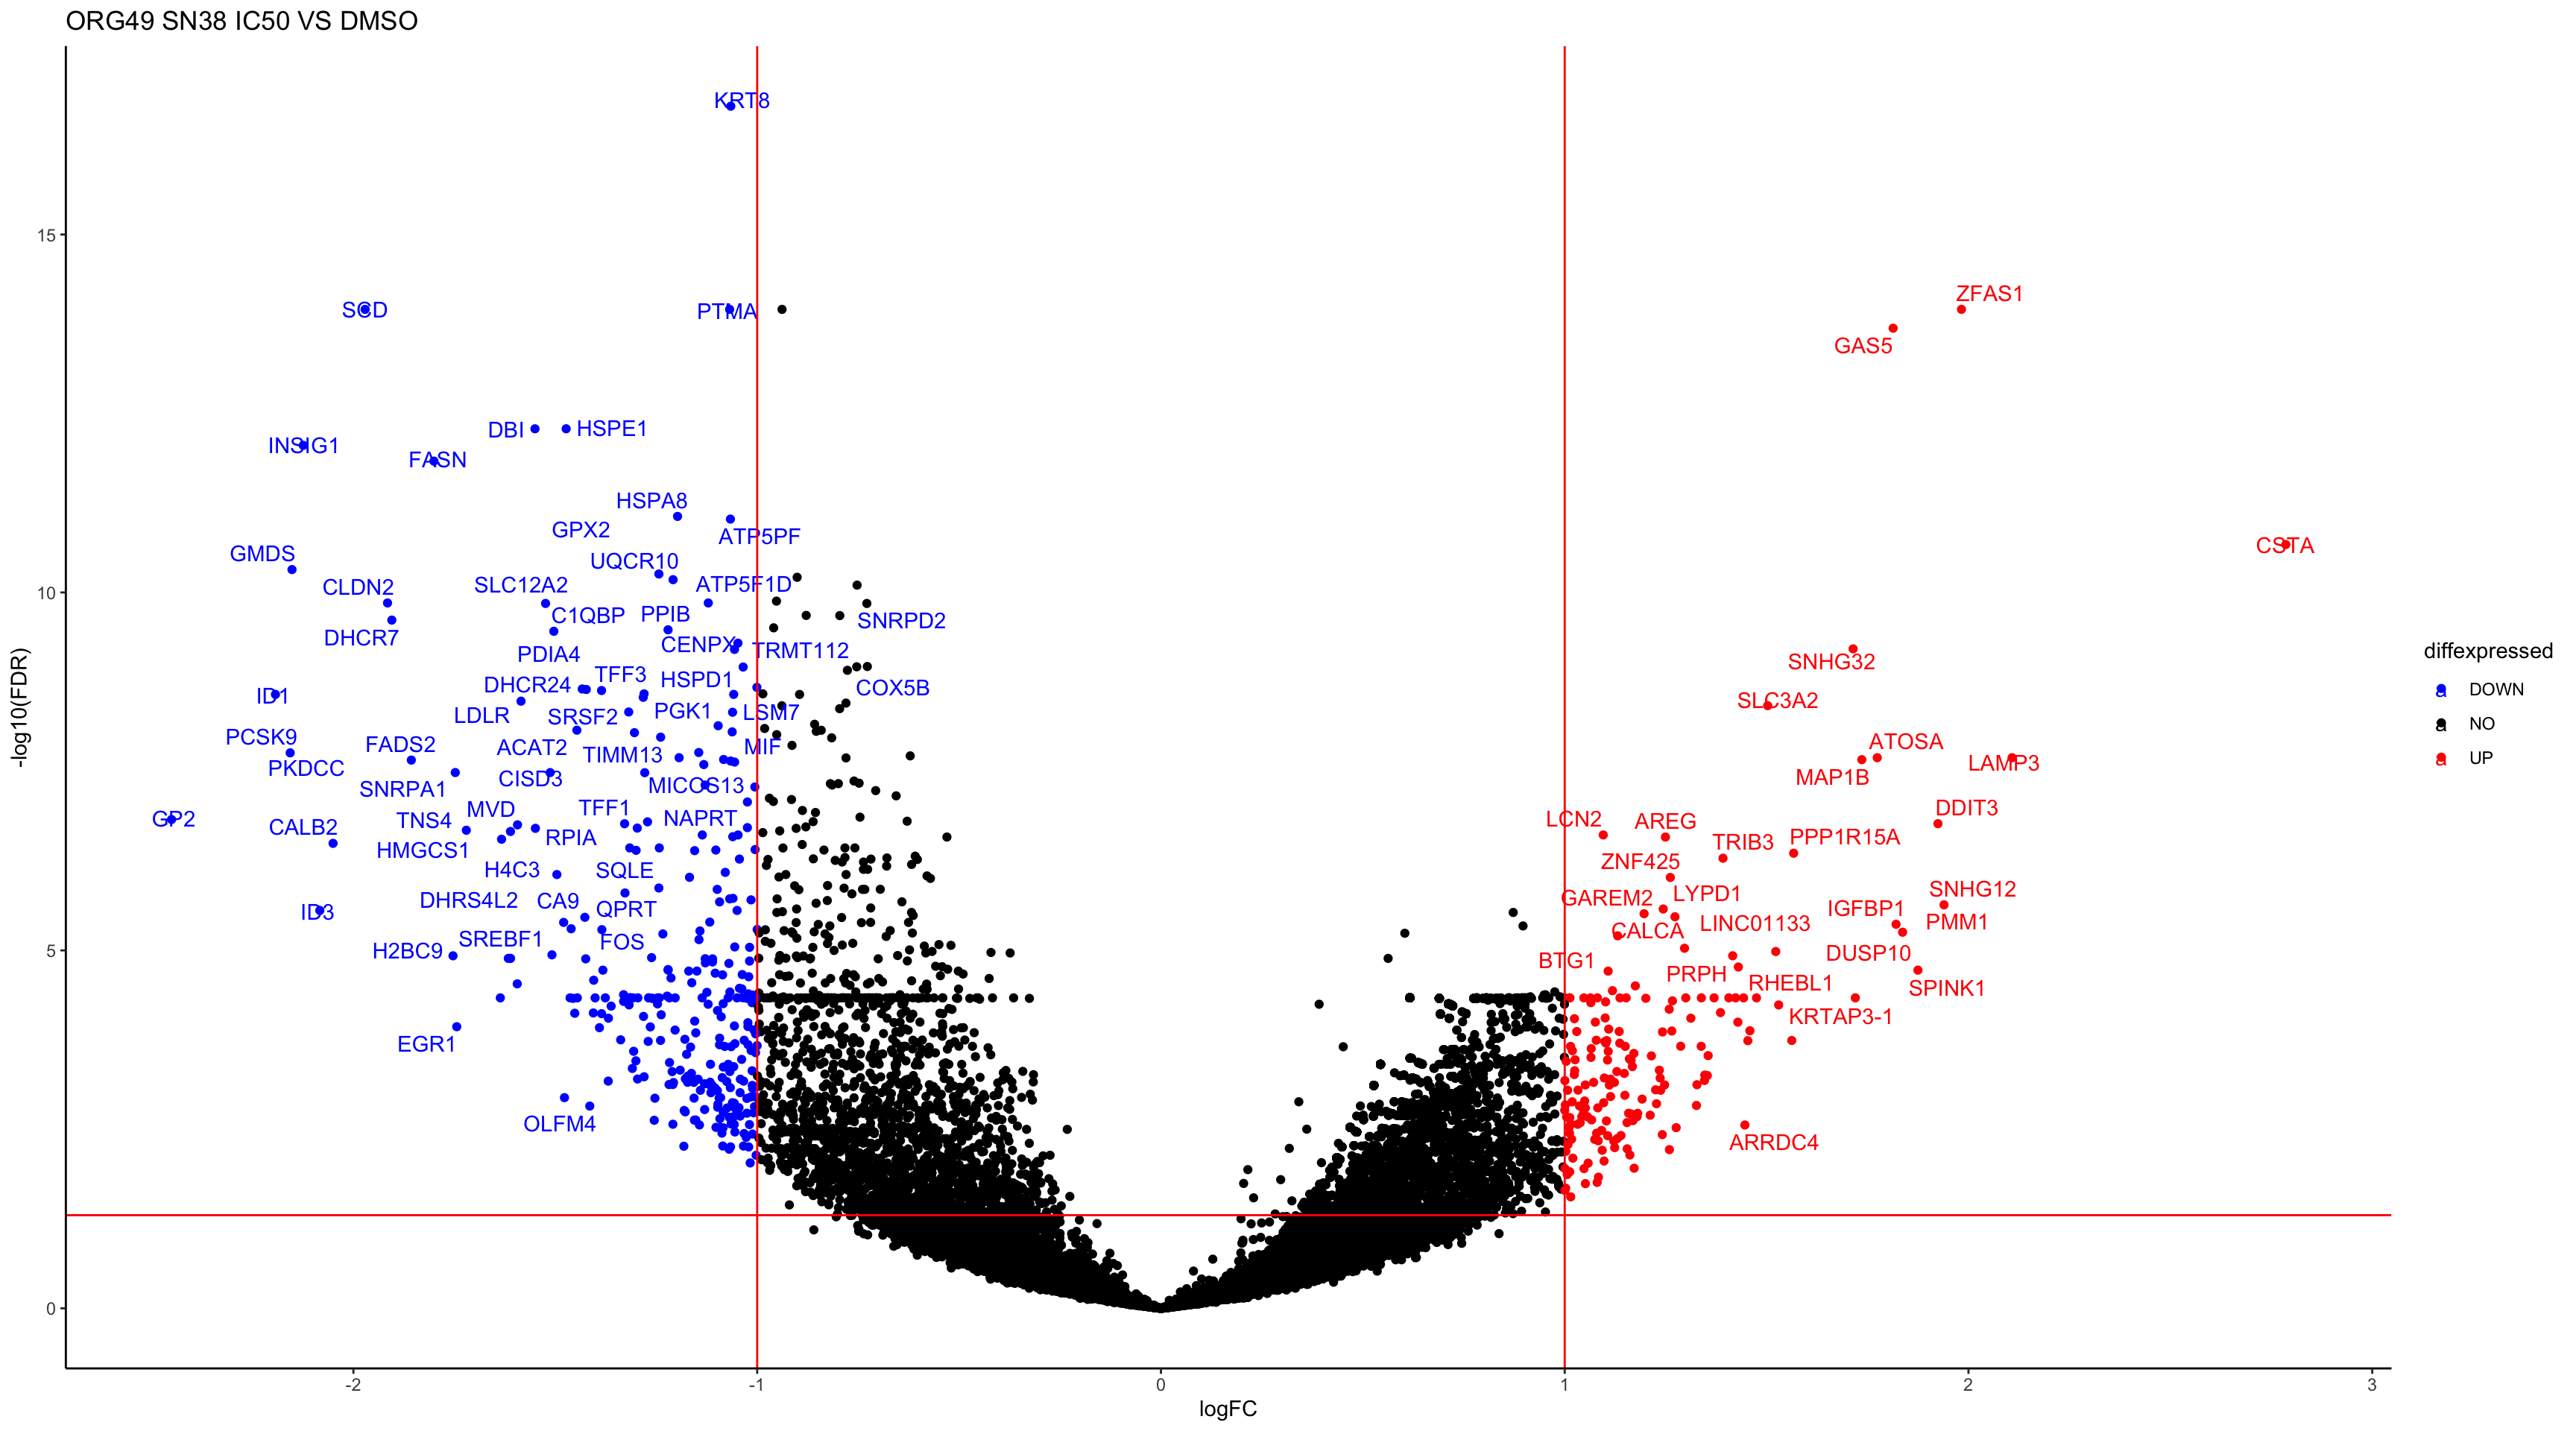 ORG49 SN38 IC50 VS DMSO
KRT8
15
ZFAS1
SCD
PTMA
GAS5
DBI
HSPE1
INSIG1
FASN
HSPA8
GPX2
ATP5PF
CSTA
GMDS
UQCR10
10
CLDN2
SLC12A2
ATP5F1D
C1QBP
PPIB
SNRPD2
DHCR7
CENPX
TRMT112
PDIA4
SNHG32
diffexpressed
TFF3
HSPD1
DHCR24
COX5B
a DOWN
ID1
SLC3A2
LDLR
SRSF2
PGK1
LSM7
-log10(FDR)
a NO
PCSK9
FADS2
ACAT2
TIMM13
MIF
ATOSA
a UP
PKDCC
LAMP3
CISD3
MAP1B
SNRPA1
MICOS13
MVD
TFF1
DDIT3
GP2
CALB2
TNS4
NAPRT
LCN2
AREG
RPIA
PPP1R15A
HMGCS1
TRIB3
H4C3
SQLE
ZNF425
DHRS4L2
CA9
GAREM2
LYPD1
SNHG12
ID3
QPRT
IGFBP1
LINC01133
PMM1
SREBF1
FOS
CALCA
5
H2BC9
DUSP10
BTG1
PRPH
RHEBL1
SPINK1
KRTAP3-1
EGR1
OLFM4
ARRDC4
0
-2
-1
0
1
2
3
logFC